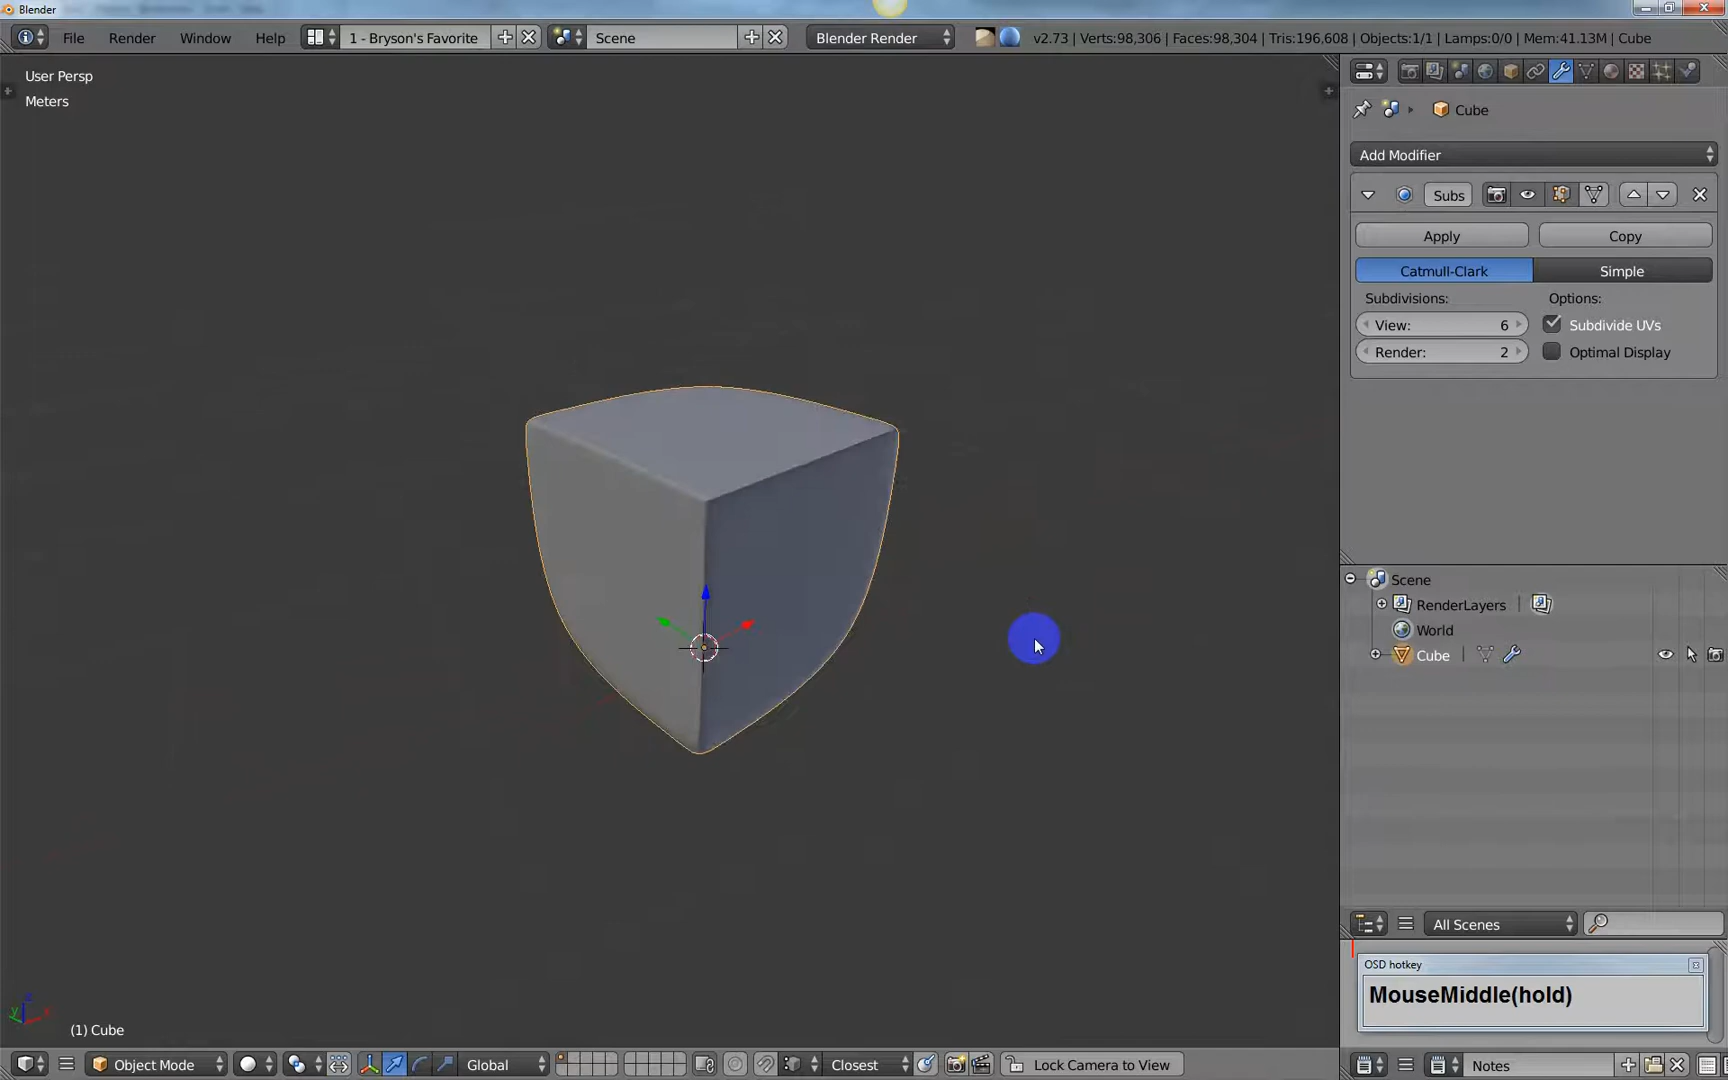 Blender
File Render Window Help 1 - Bryson's Favorite Scene Blender Render v2.73 | Verts:98,306 | Faces:98,304 | Tris:196,608 | Objects:1/1 | Lamps:0/0 | Mem:41.13M | Cube
User Persp
Meters
Cube
Add Modifier
Subs
Apply Copy
Catmull-Clark Simple
Subdivisions: Options:
View: 6 Subdivide UVs
Render: 2 Optimal Display
Scene
RenderLayers
World
Cube
All Scenes
OSD hotkey
MouseMiddle(hold)
z
y x
(1) Cube
Object Mode Global Closest Lock Camera to View Notes